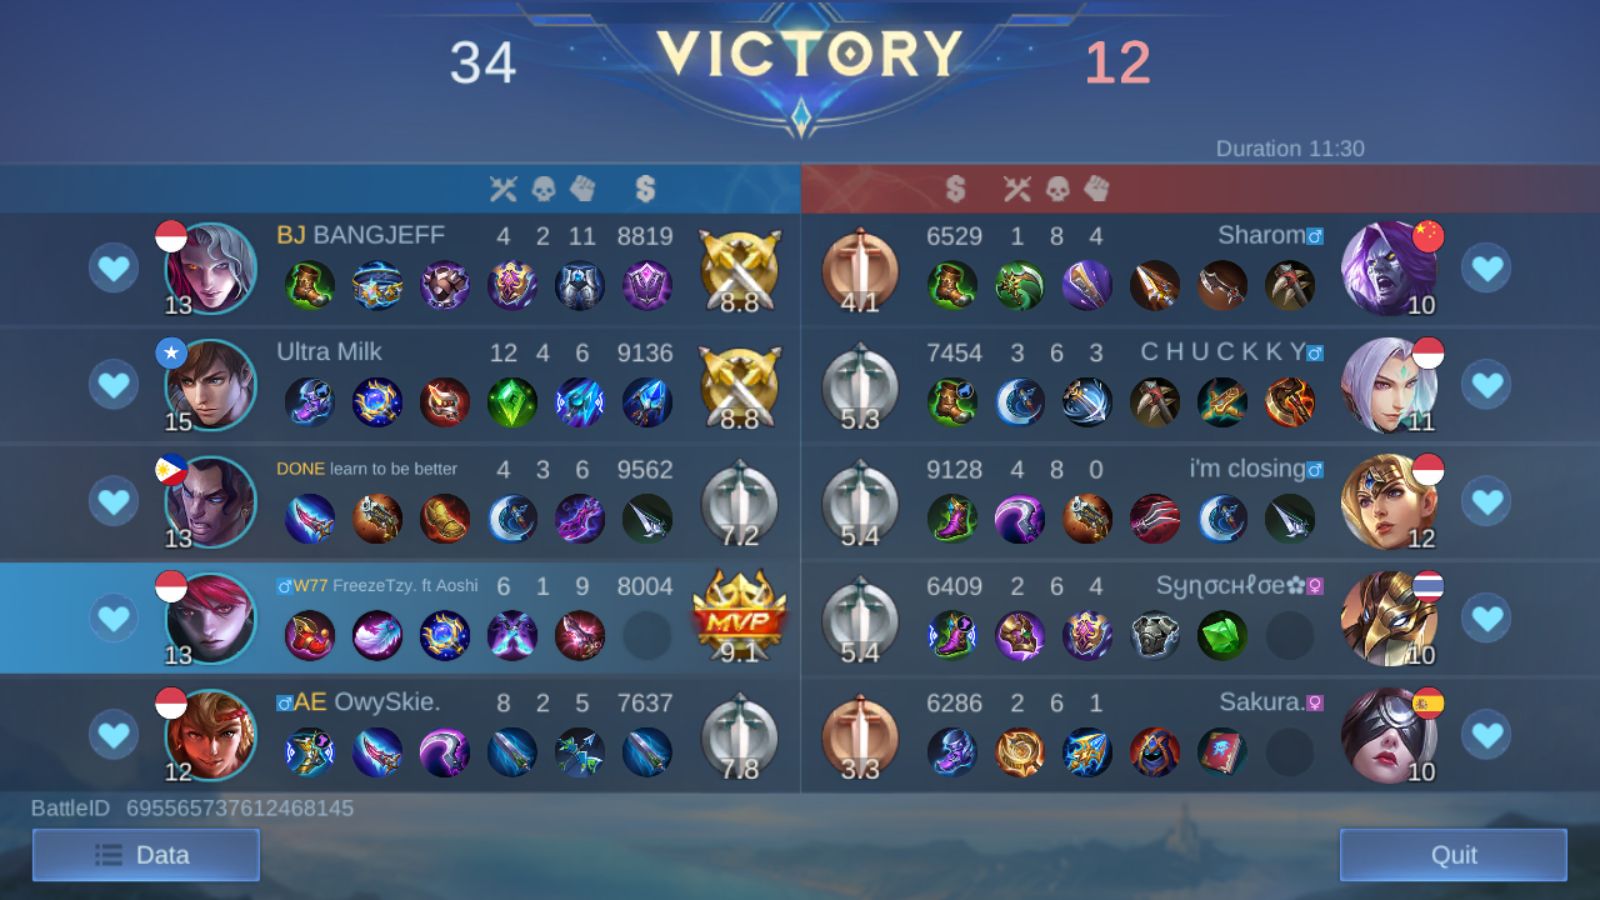 34 VICTORY 12
Duration 11:30
BJ BANGJEFF 4 2 11 8819
13 8.8
4.1 6529 1 8 4 Sharom
10
Ultra Milk 12 4 6 9136
15 8.8
5.3 7454 3 6 3 C H U C K K Y
11
DONE learn to be better 4 3 6 9562
13 7.2
5.4 9128 4 8 0 i'm closing
12
W77 FreezeTzy. ft Aoshi 6 1 9 8004
13 MVP 9.1
5.4 6409 2 6 4 Sყɳσcнℓσe✿
10
AE OwySkie. 8 2 5 7637
12 7.8
3.3 6286 2 6 1 Sakura.
10
BattleID 695565737612468145
Data
Quit